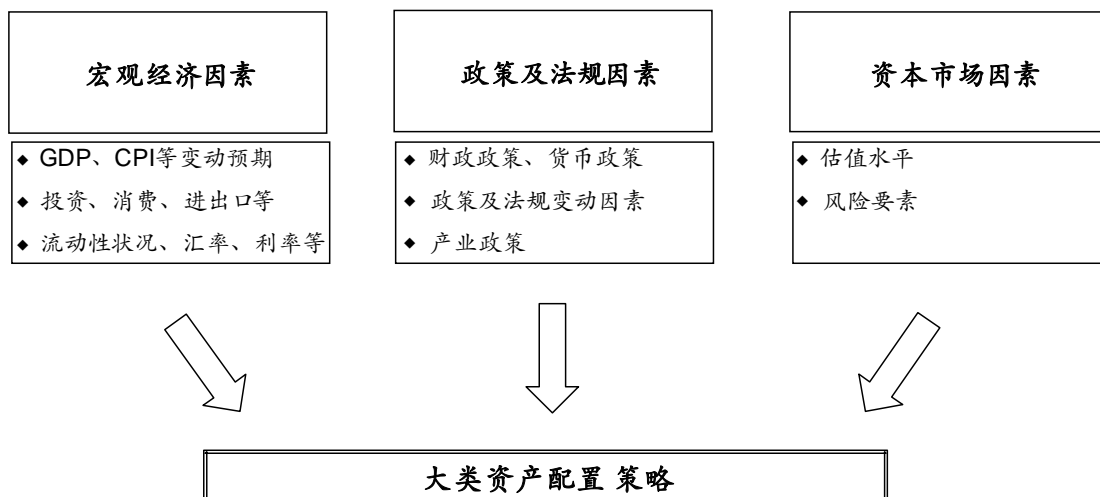 宏观经济因素
◆ GDP、CPI等变动预期
◆ 投资、消费、进出口等
◆ 流动性状况、汇率、利率等
政策及法规因素
◆ 财政政策、货币政策
◆ 政策及法规变动因素
◆ 产业政策
资本市场因素
◆ 估值水平
◆ 风险要素
大类资产配置 策略